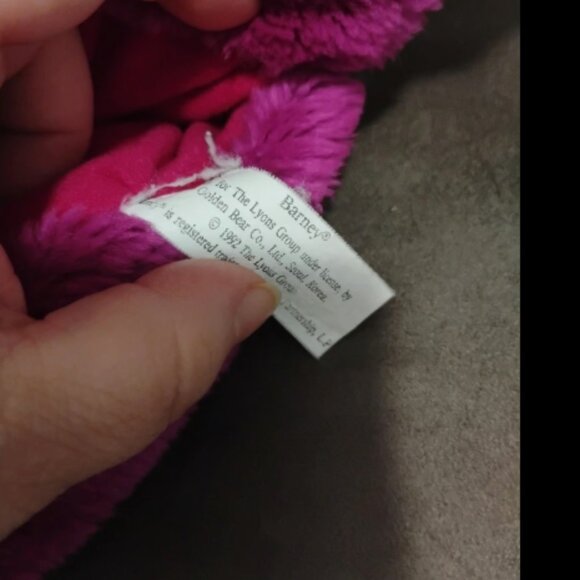 Barney®
for The Lyons Group under license, by
Golden Bear Co., Ltd., Seoul, Korea.
© 1992 The Lyons Group
is registered
Partnership, L.P.